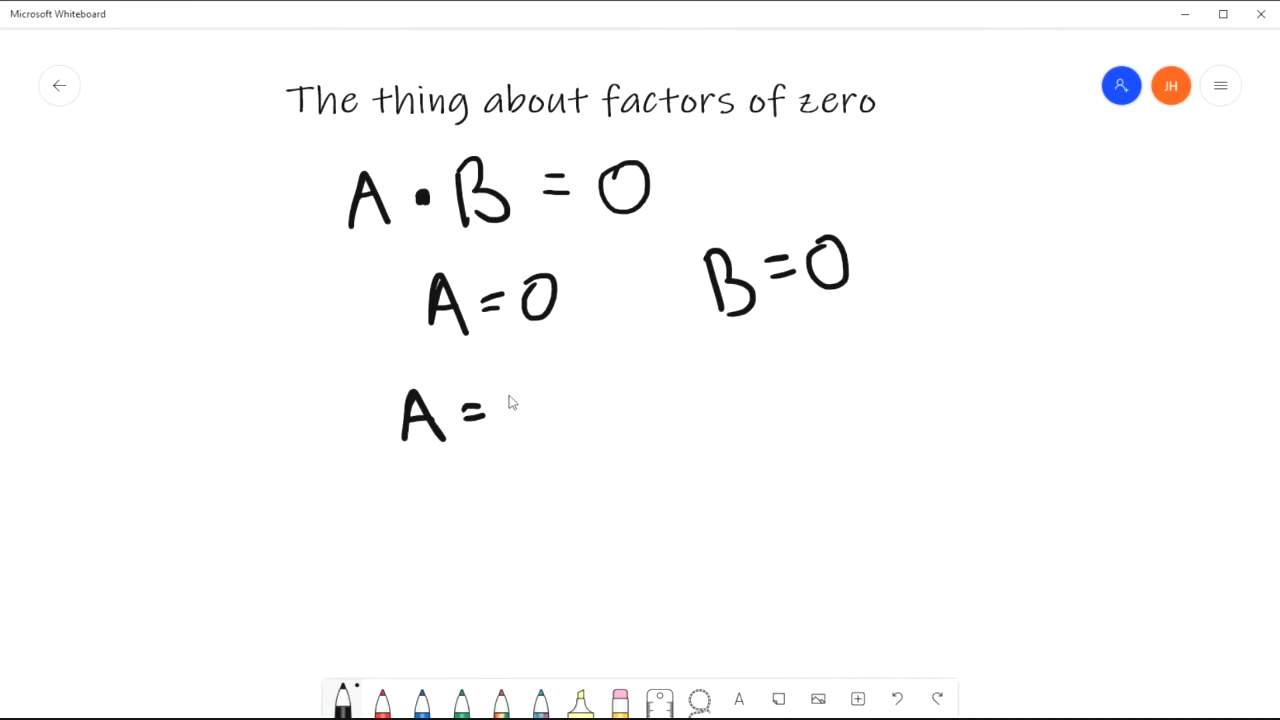 Microsoft Whiteboard
JH
The thing about factors of zero
A · B = 0
A = 0 B = 0
A =
A